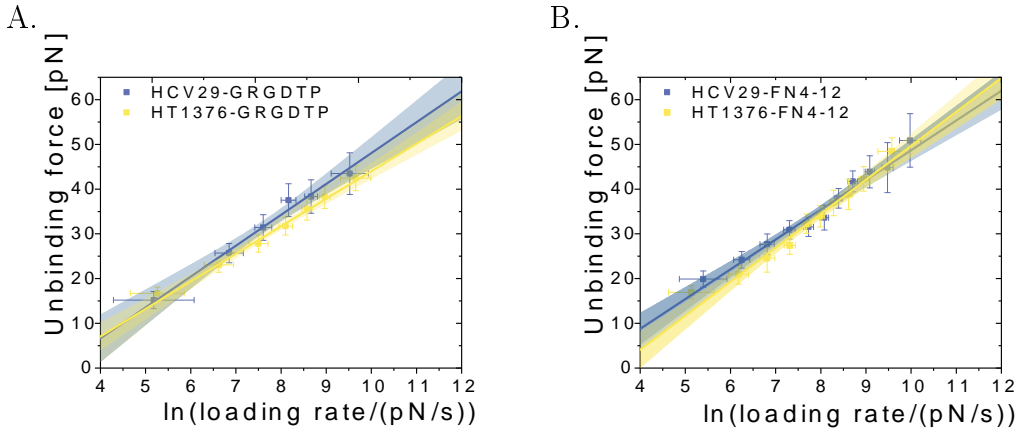 A.
Unbinding force [pN]
60
50
40
30
20
10
0
HCV29-GRGDTP
HT1376-GRGDTP
4 5 6 7 8 9 10 11 12
ln(loading rate/(pN/s))
B.
Unbinding force [pN]
60
50
40
30
20
10
0
HCV29-FN4-12
HT1376-FN4-12
4 5 6 7 8 9 10 11 12
ln(loading rate/(pN/s))